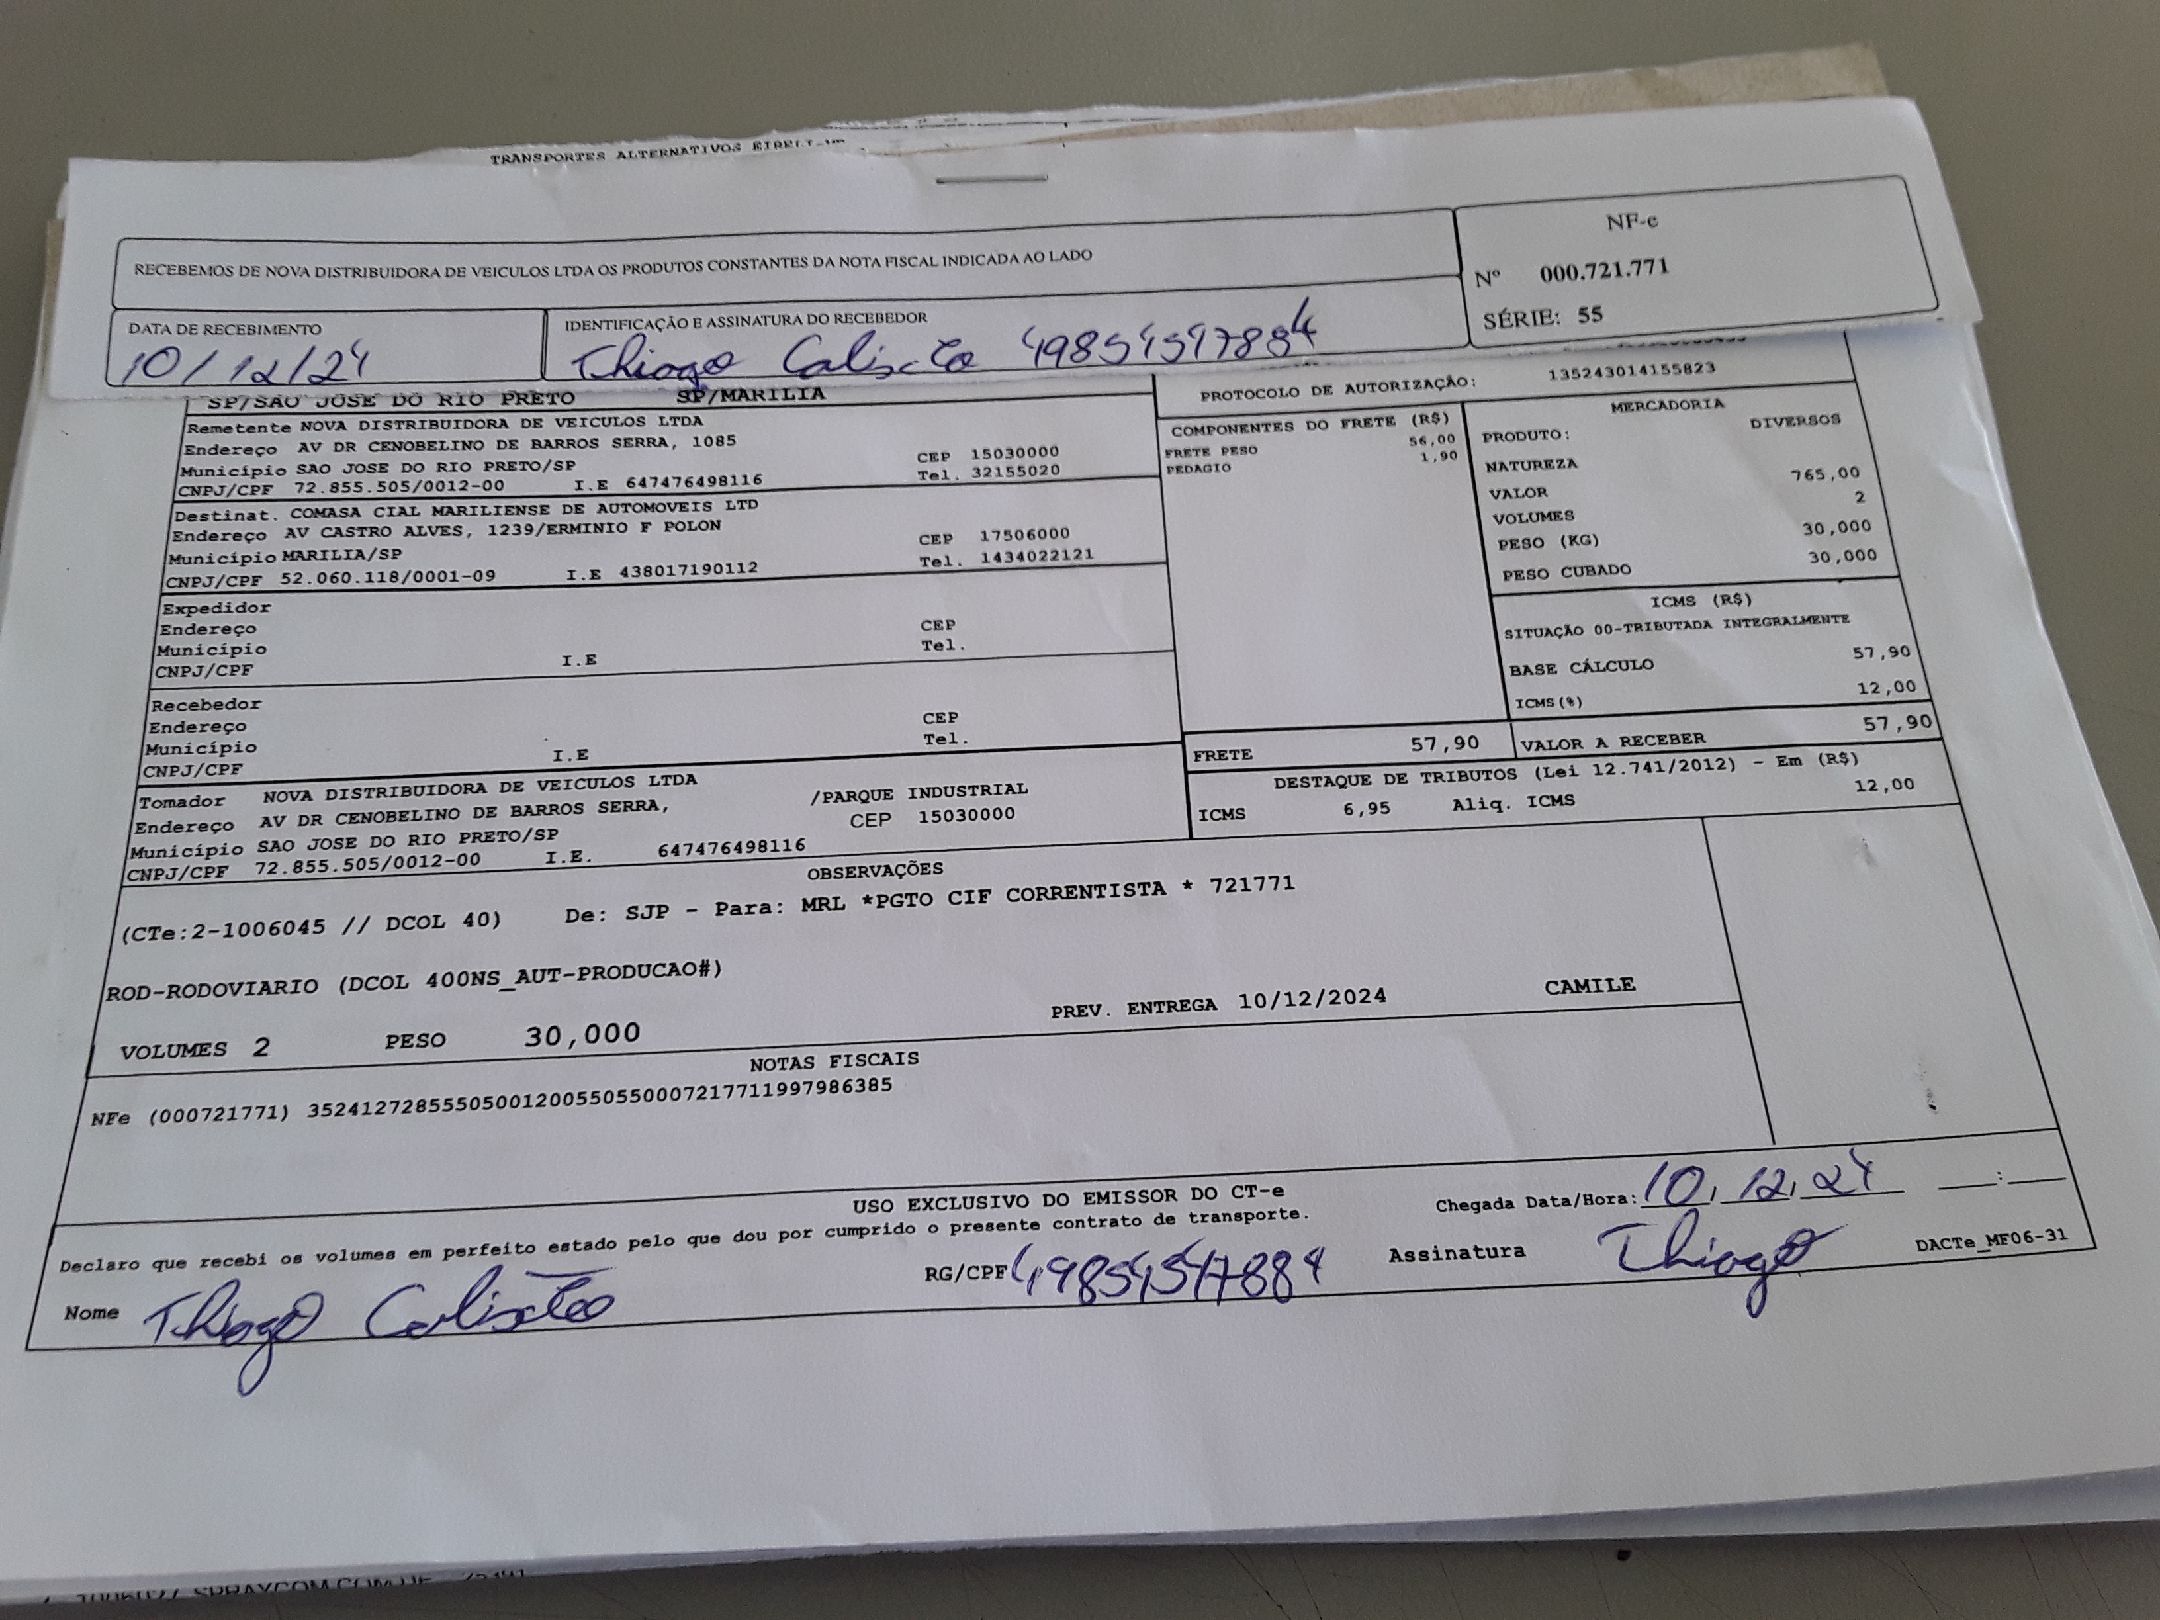 TRANSPORTES ALTERNATIVOS EIRELI
RECEBEMOS DE NOVA DISTRIBUIDORA DE VEICULOS LTDA OS PRODUTOS CONSTANTES DA NOTA FISCAL INDICADA AO LADO
NF-e
Nº 000.721.771
SÉRIE: 55
DATA DE RECEBIMENTO
10/12/24
IDENTIFICAÇÃO E ASSINATURA DO RECEBEDOR
Thiago Calixto 49854547884
SP/SAO JOSE DO RIO PRETO SP/MARILIA
PROTOCOLO DE AUTORIZAÇÃO: 135243014155823
Remetente NOVA DISTRIBUIDORA DE VEICULOS LTDA
Endereço AV DR CENOBELINO DE BARROS SERRA, 1085
Município SAO JOSE DO RIO PRETO/SP CEP 15030000
CNPJ/CPF 72.855.505/0012-00 I.E 647476498116 Tel. 32155020
Destinat. COMASA CIAL MARILIENSE DE AUTOMOVEIS LTD
Endereço AV CASTRO ALVES, 1239/ERMINIO F POLON
Município MARILIA/SP CEP 17506000
CNPJ/CPF 52.060.118/0001-09 I.E 438017190112 Tel. 1434022121
Expedidor
Endereço
Município CEP
CNPJ/CPF I.E Tel.
Recebedor
Endereço
Município CEP
CNPJ/CPF I.E Tel.
Tomador NOVA DISTRIBUIDORA DE VEICULOS LTDA
Endereço AV DR CENOBELINO DE BARROS SERRA, /PARQUE INDUSTRIAL
Município SAO JOSE DO RIO PRETO/SP CEP 15030000
CNPJ/CPF 72.855.505/0012-00 I.E. 647476498116
COMPONENTES DO FRETE (R$)
FRETE PESO 56,00
PEDAGIO 1,90
MERCADORIA
PRODUTO: DIVERSOS
NATUREZA
VALOR 765,00
VOLUMES 2
PESO (KG) 30,000
PESO CUBADO 30,000
ICMS (R$)
SITUAÇÃO 00-TRIBUTADA INTEGRALMENTE
BASE CÁLCULO 57,90
ICMS(%) 12,00
FRETE 57,90 VALOR A RECEBER 57,90
DESTAQUE DE TRIBUTOS (Lei 12.741/2012) - Em (R$)
ICMS 6,95 Aliq. ICMS 12,00
OBSERVAÇÕES
(CTe:2-1006045 // DCOL 40) De: SJP - Para: MRL *PGTO CIF CORRENTISTA * 721771
ROD-RODOVIARIO (DCOL 400NS_AUT-PRODUCAO#)
VOLUMES 2 PESO 30,000 PREV. ENTREGA 10/12/2024 CAMILE
NOTAS FISCAIS
NFe (000721771) 35241272855505001200550550007217711997986385
USO EXCLUSIVO DO EMISSOR DO CT-e
Declaro que recebi os volumes em perfeito estado pelo que dou por cumprido o presente contrato de transporte.
Chegada Data/Hora: 10, 12, 24 __:__
Nome Thiago Calixto RG/CPF 49854547884 Assinatura Thiago DACTe_MF06-31